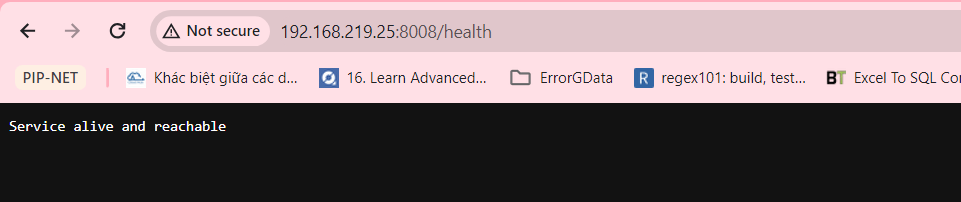 Not secure 192.168.219.25:8008/health
PIP-NET Khác biệt giữa các d... 16. Learn Advanced... ErrorGData R regex101: build, test... BT Excel To SQL Co
Service alive and reachable